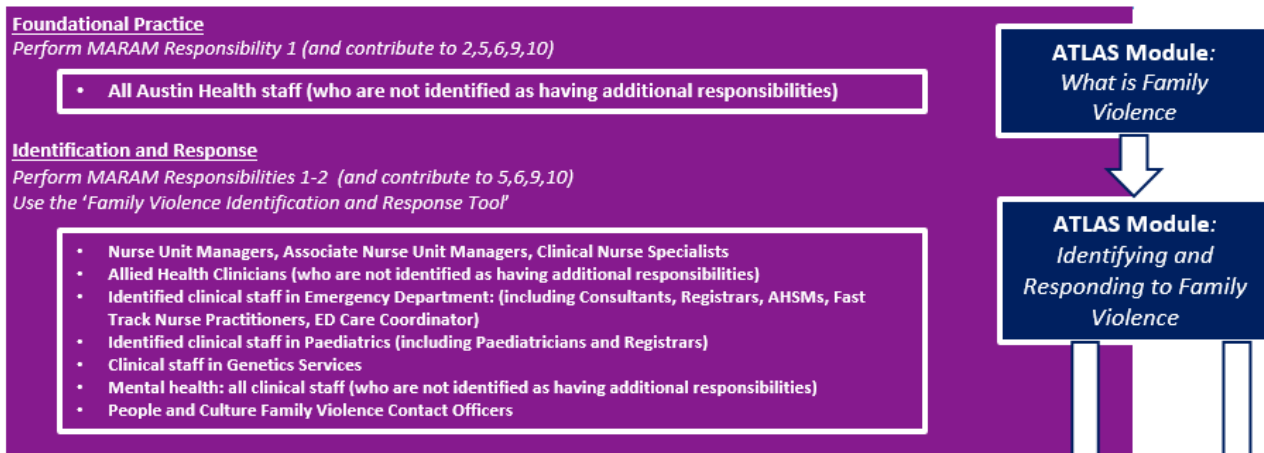 Foundational Practice
Perform MARAM Responsibility 1 (and contribute to 2,5,6,9,10)
• All Austin Health staff (who are not identified as having additional responsibilities)
Identification and Response
Perform MARAM Responsibilities 1-2 (and contribute to 5,6,9,10)
Use the 'Family Violence Identification and Response Tool'
• Nurse Unit Managers, Associate Nurse Unit Managers, Clinical Nurse Specialists
• Allied Health Clinicians (who are not identified as having additional responsibilities)
• Identified clinical staff in Emergency Department: (including Consultants, Registrars, AHSMs, Fast
Track Nurse Practitioners, ED Care Coordinator)
• Identified clinical staff in Paediatrics (including Paediatricians and Registrars)
• Clinical staff in Genetics Services
• Mental health: all clinical staff (who are not identified as having additional responsibilities)
• People and Culture Family Violence Contact Officers
ATLAS Module:
What is Family
Violence
ATLAS Module:
Identifying and
Responding to Family
Violence